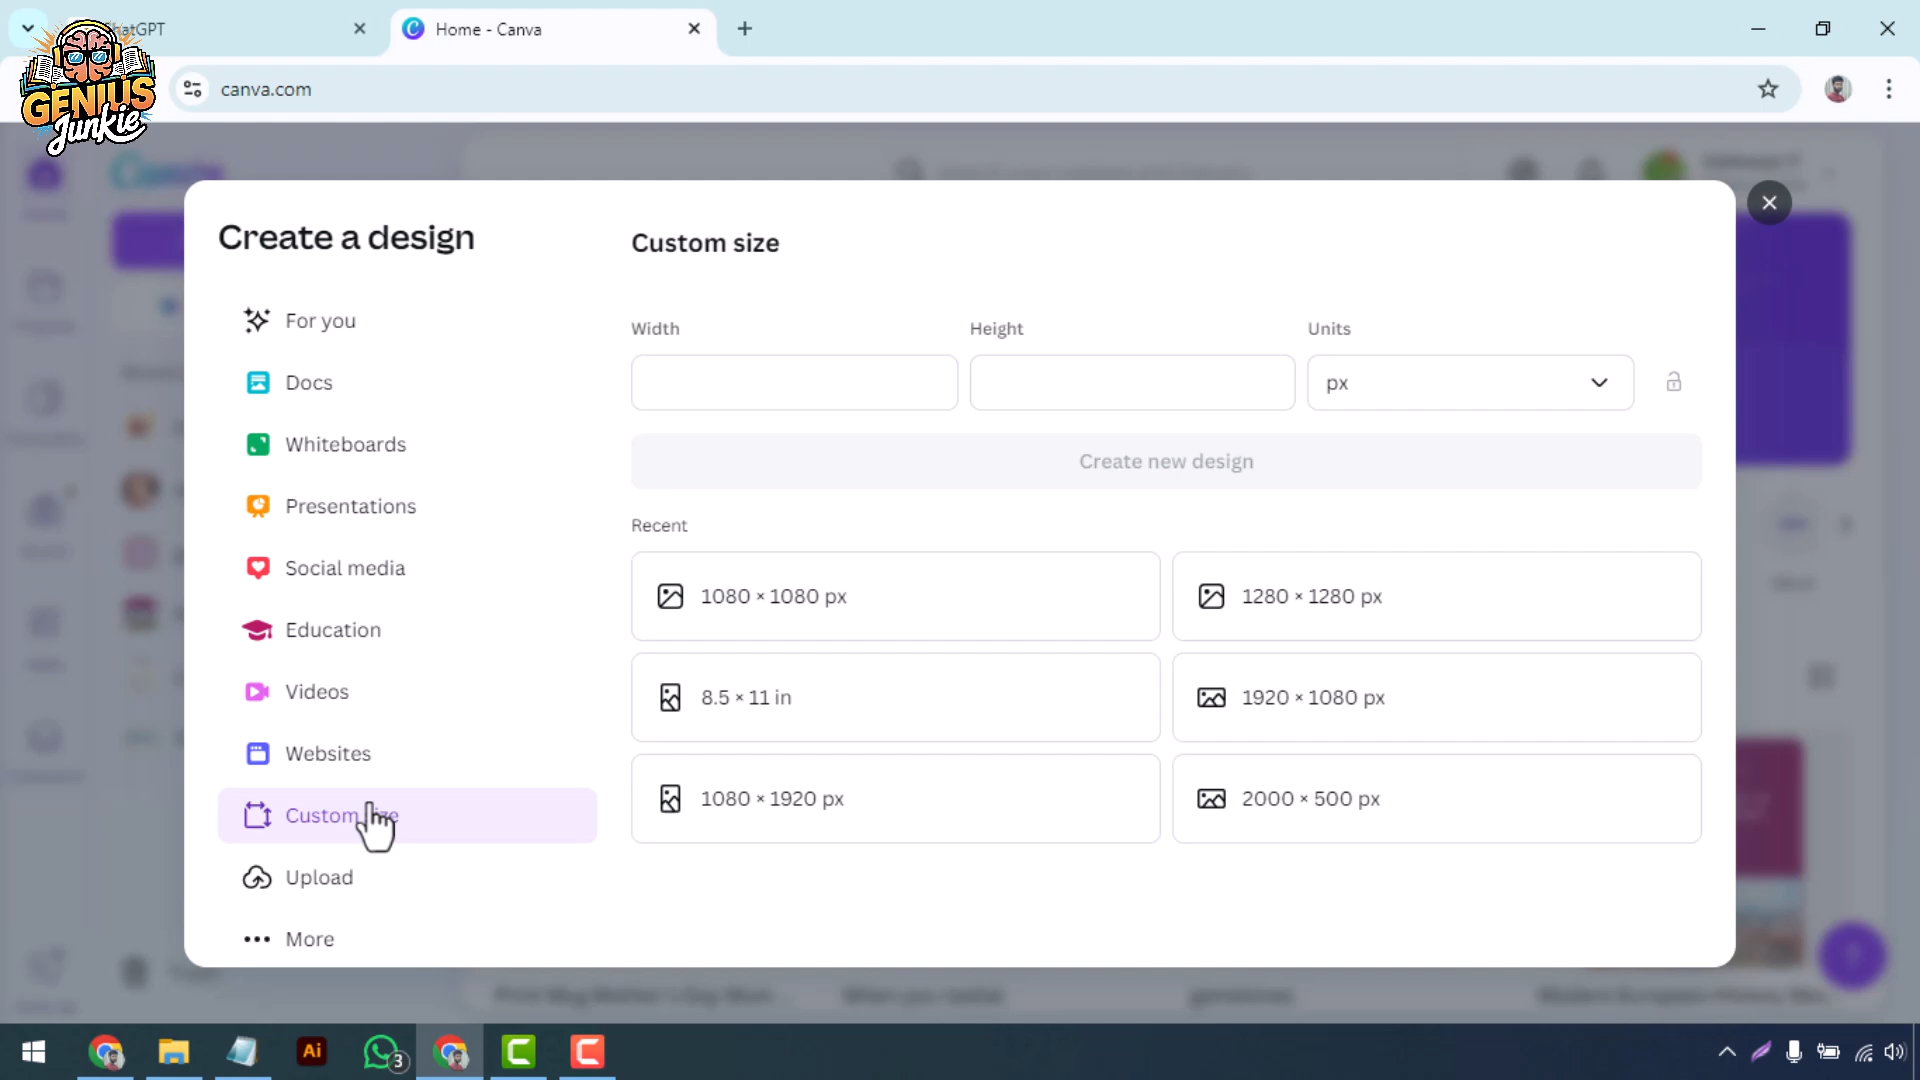 ChatGPT
Home - Canva
GENIUS
Junkie
canva.com
Create a design
Custom size
For you
Docs
Whiteboards
Presentations
Social media
Education
Videos
Websites
Custom
Upload
More
Width
Height
Units
px
Create new design
Recent
1080 × 1080 px
1280 × 1280 px
8.5 × 11 in
1920 × 1080 px
1080 × 1920 px
2000 × 500 px
Ai
3